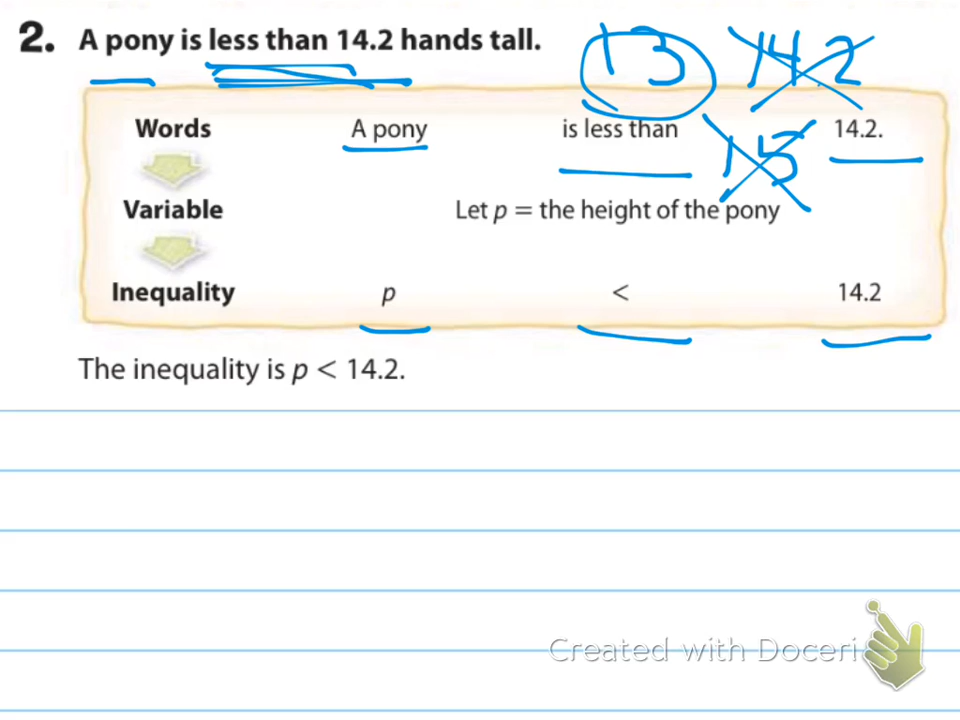 2. A pony is less than 14.2 hands tall.
13 14.2
Words A pony is less than 14.2.
15
Variable Let p = the height of the pony
Inequality p < 14.2
The inequality is p < 14.2.
Created with Doceri